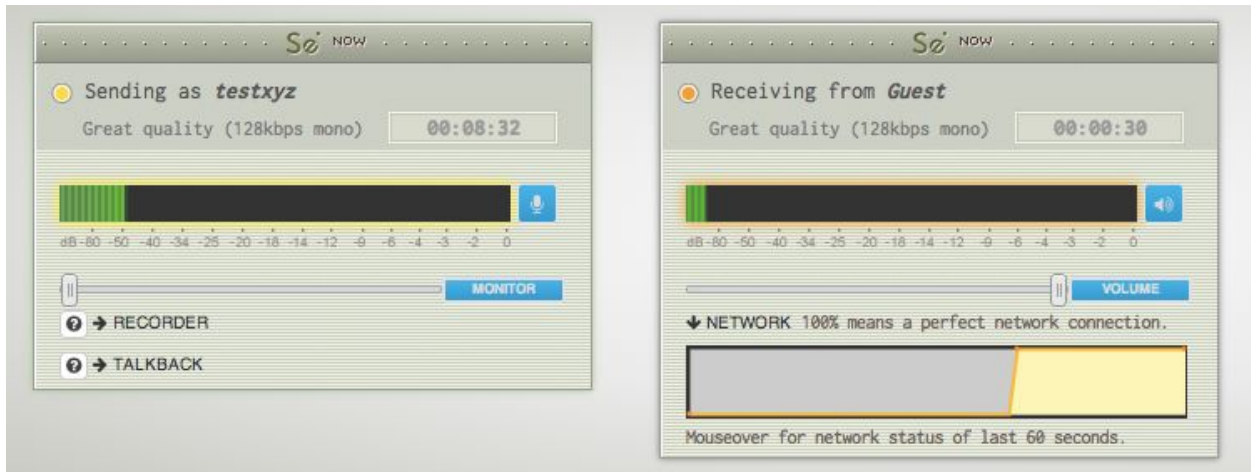 Se NOW
Sending as testxyz
Great quality (128kbps mono) 00:08:32
dB -80 -50 -40 -34 -25 -20 -18 -14 -12 -9 -6 -4 -3 -2 0
MONITOR
RECORDER
TALKBACK
Se NOW
Receiving from Guest
Great quality (128kbps mono) 00:00:30
dB -80 -50 -40 -34 -25 -20 -18 -14 -12 -9 -6 -4 -3 -2 0
VOLUME
NETWORK 100% means a perfect network connection.
Mouseover for network status of last 60 seconds.